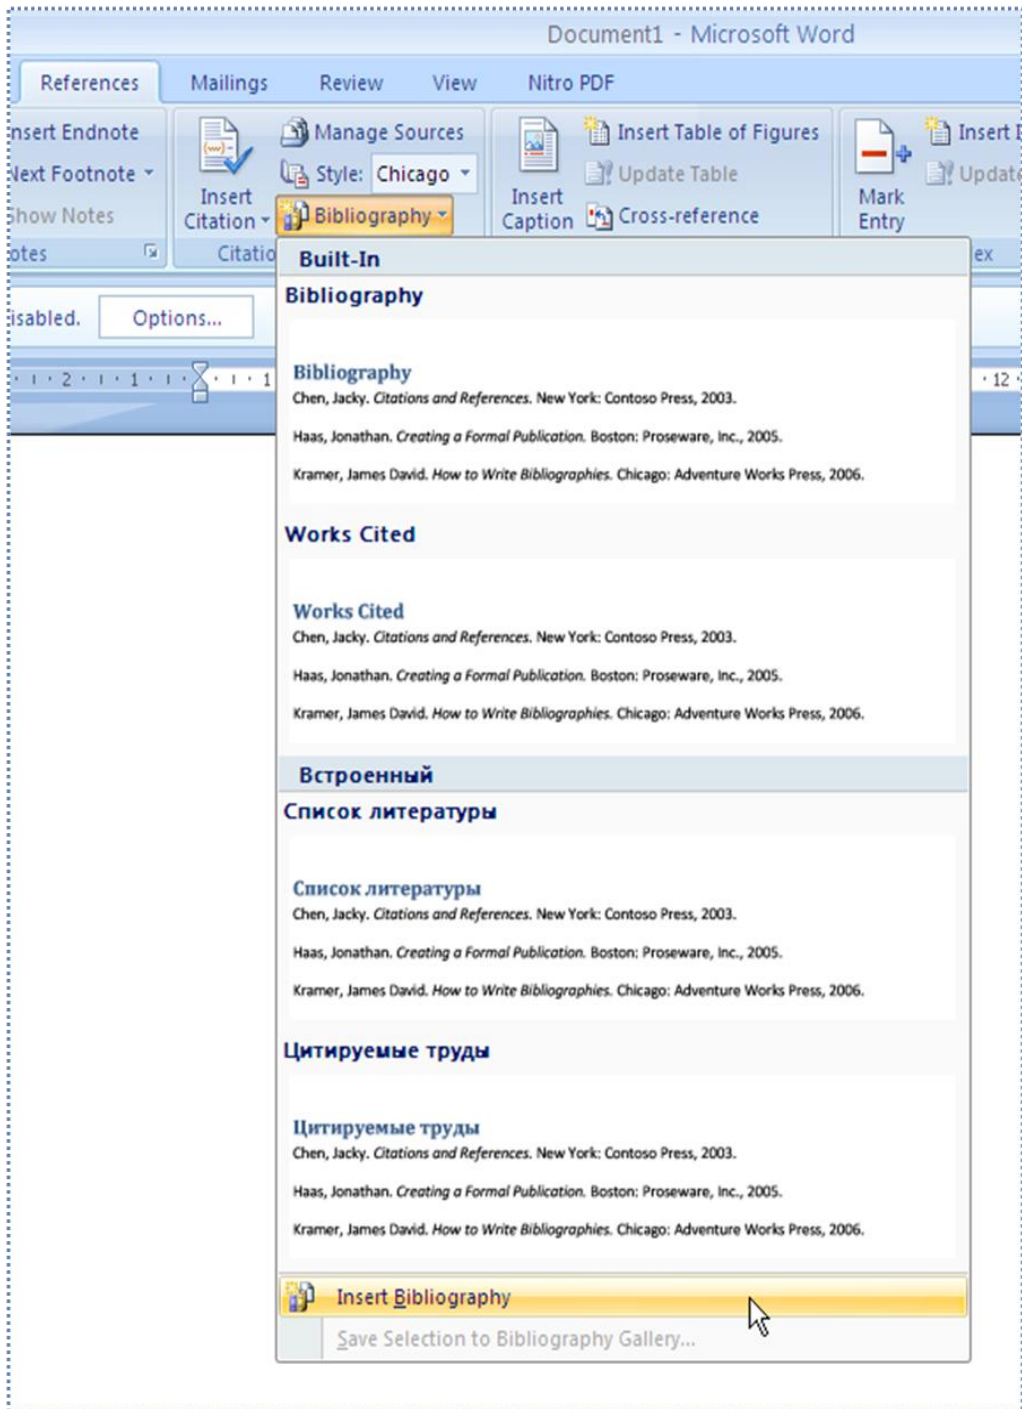 Document1 - Microsoft Word
References Mailings Review View Nitro PDF
nsert Endnote Manage Sources Insert Table of Figures Insert I
Next Footnote Style: Chicago Update Table Update
Show Notes Insert Citation Bibliography Insert Caption Cross-reference Mark Entry
otes Citatio ex
Built-In
Bibliography
isabled. Options...
2 1 1 12
Bibliography
Chen, Jacky. Citations and References. New York: Contoso Press, 2003.
Haas, Jonathan. Creating a Formal Publication. Boston: Proseware, Inc., 2005.
Kramer, James David. How to Write Bibliographies. Chicago: Adventure Works Press, 2006.
Works Cited
Works Cited
Chen, Jacky. Citations and References. New York: Contoso Press, 2003.
Haas, Jonathan. Creating a Formal Publication. Boston: Proseware, Inc., 2005.
Kramer, James David. How to Write Bibliographies. Chicago: Adventure Works Press, 2006.
Встроенный
Список литературы
Список литературы
Chen, Jacky. Citations and References. New York: Contoso Press, 2003.
Haas, Jonathan. Creating a Formal Publication. Boston: Proseware, Inc., 2005.
Kramer, James David. How to Write Bibliographies. Chicago: Adventure Works Press, 2006.
Цитируемые труды
Цитируемые труды
Chen, Jacky. Citations and References. New York: Contoso Press, 2003.
Haas, Jonathan. Creating a Formal Publication. Boston: Proseware, Inc., 2005.
Kramer, James David. How to Write Bibliographies. Chicago: Adventure Works Press, 2006.
Insert Bibliography
Save Selection to Bibliography Gallery...